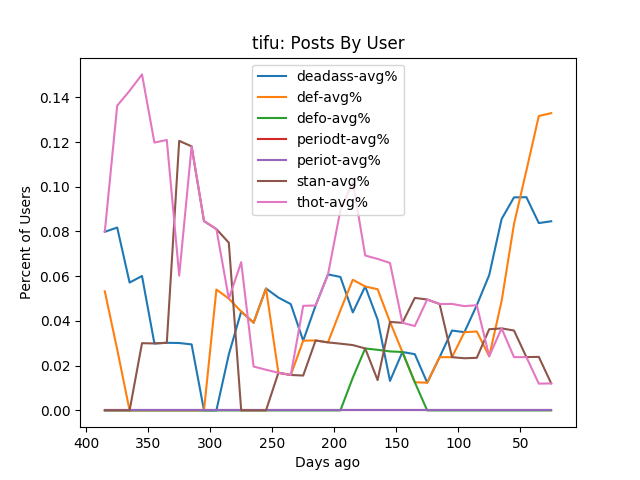 tifu: Posts By User
deadass-avg%
def-avg%
defo-avg%
periodt-avg%
periot-avg%
stan-avg%
thot-avg%
Percent of Users
0.14
0.12
0.10
0.08
0.06
0.04
0.02
0.00
400 350 300 250 200 150 100 50
Days ago